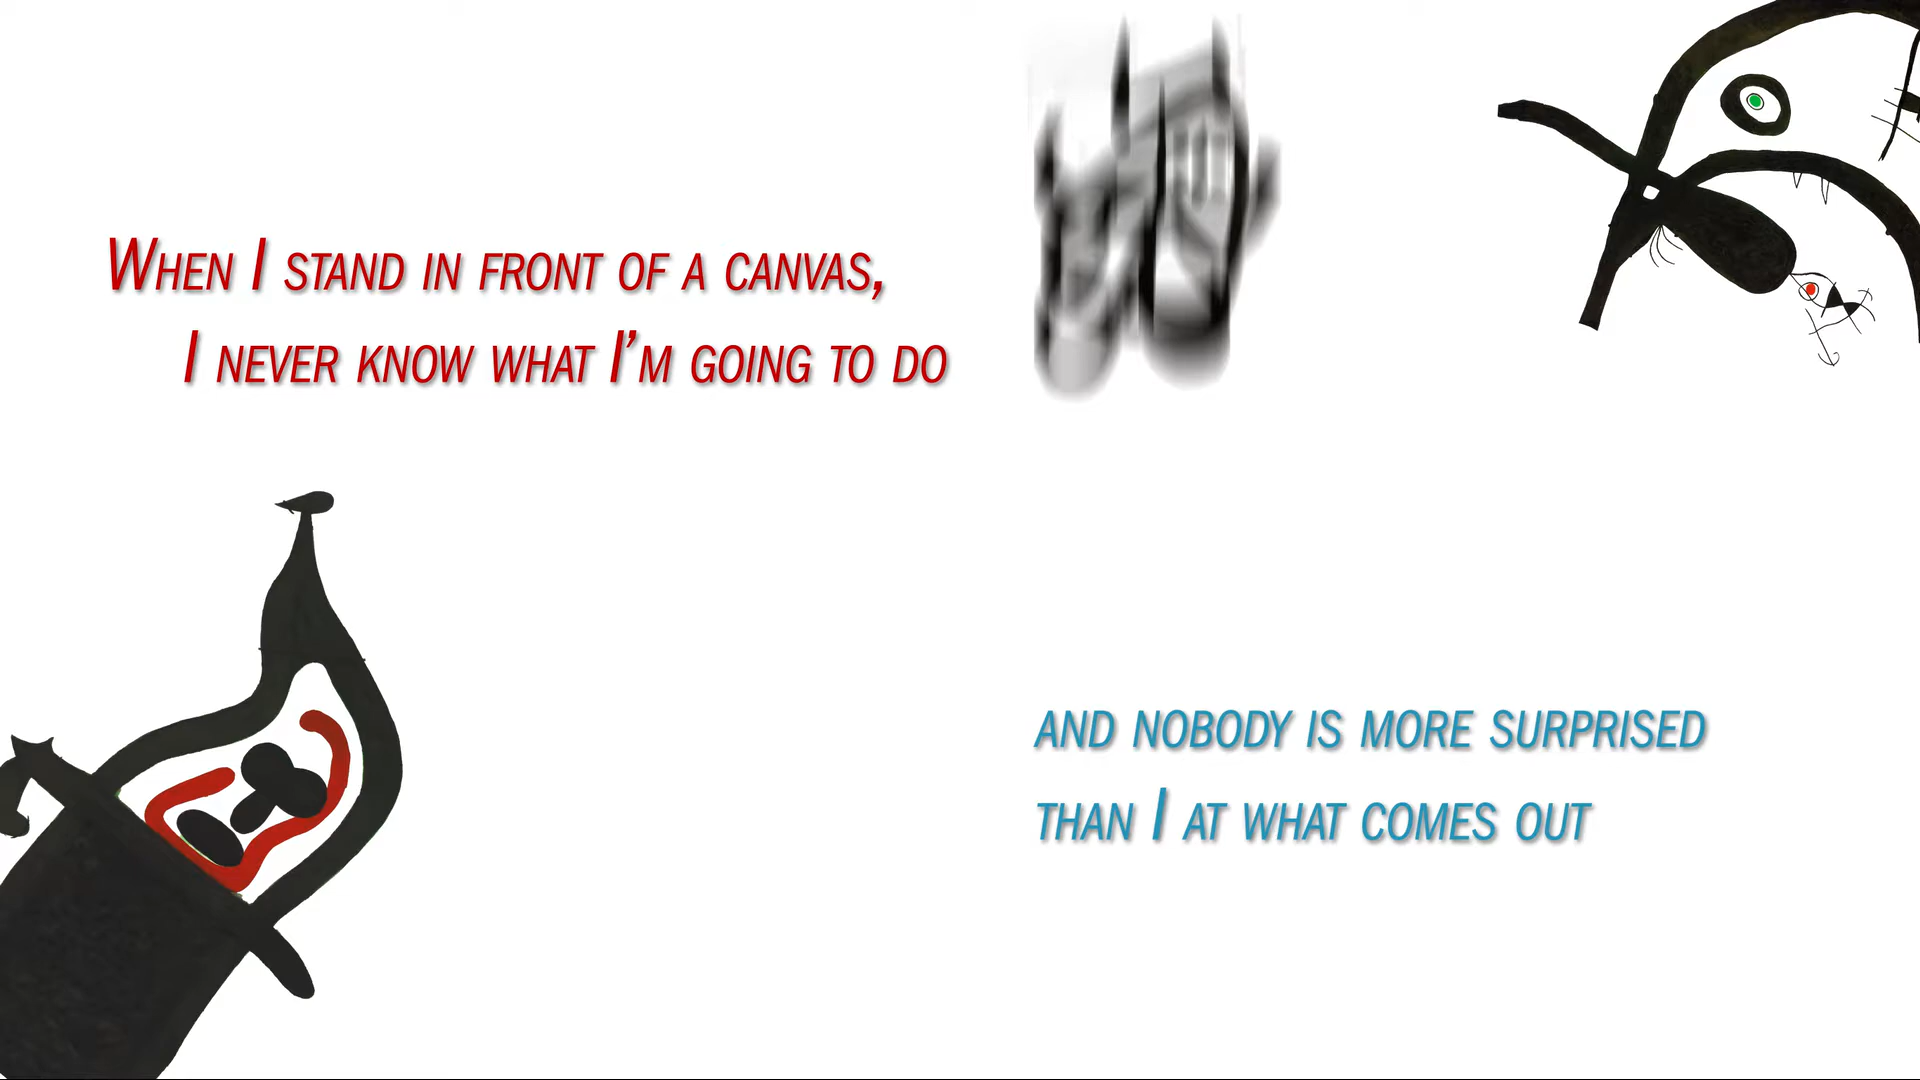 When I stand in front of a canvas,
I never know what I’m going to do
and nobody is more surprised
than I at what comes out